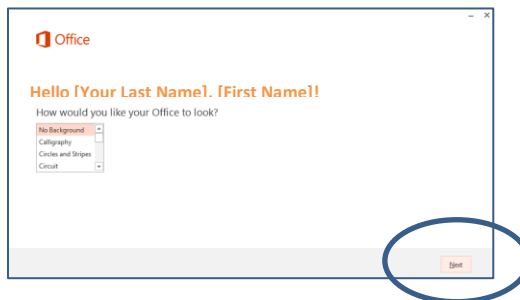 Office
Hello [Your Last Name], [First Name]!
How would you like your Office to look?
No Background
Calligraphy
Circles and Stripes
Circuit
Next